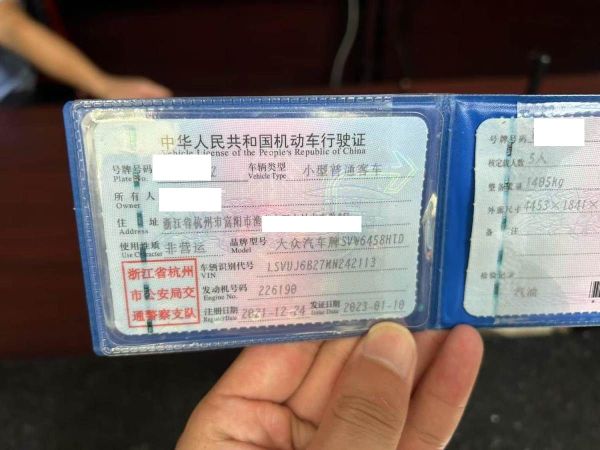 中华人民共和国机动车行驶证
Vehicle License of the People's Republic of China
号牌号码
Plate No.
Z
车辆类型
Vehicle Type
小型普通客车
所有人
Owner
住址
Address
浙江省杭州市富阳市渔
使用性质
Use Character
非营运
品牌型号
Model
大众汽车牌SVW6458HTD
浙江省杭州
市公安局交
通警察支队
车辆识别代号
VIN
LSVUJ6B27MN242113
发动机号码
Engine No.
226190
注册日期
Register Date
2021-12-24
发证日期
Issue Date
2023-01-10
号牌号码
核定载人数
5人
整备质量
1405kg
外廓尺寸
4453×1841×
备注
检验记录
汽油